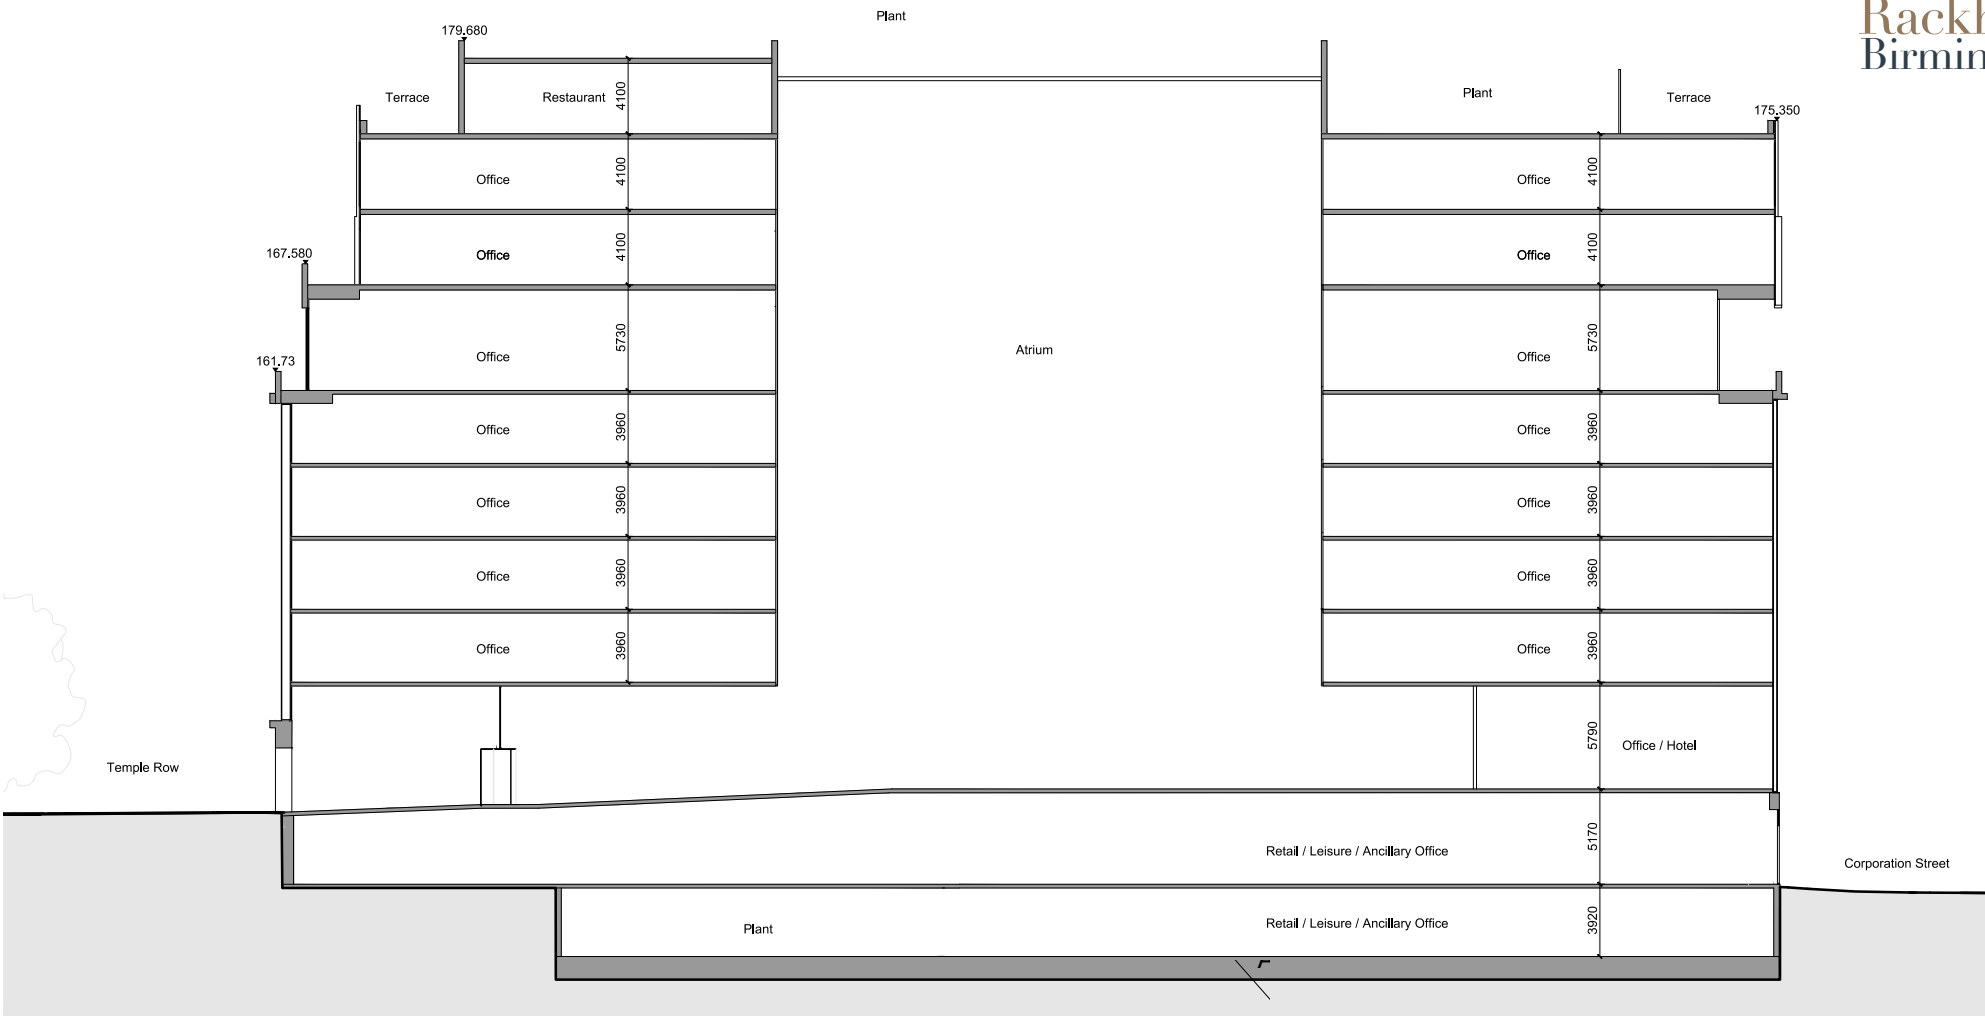 Plant
Rackh
Birmin
179.680
Terrace
Restaurant
4100
Plant
Terrace
175.350
Office
4100
Office
4100
167.580
Office
4100
Office
4100
161.73
Office
5730
Atrium
Office
5730
Office
3960
Office
3960
Office
3960
Office
3960
Office
3960
Office
3960
Office
3960
Office
3960
Temple Row
5790
Office / Hotel
Retail / Leisure / Ancillary Office
5170
Corporation Street
Plant
Retail / Leisure / Ancillary Office
3920